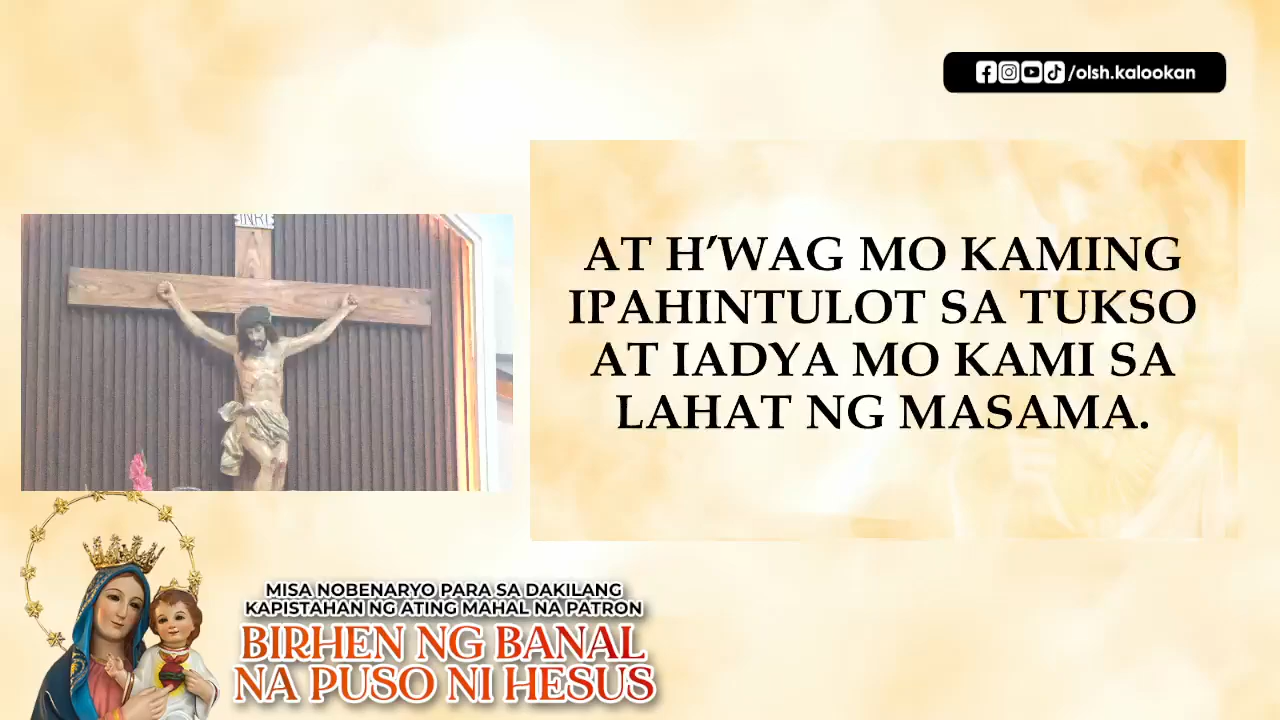 /olsh.kalookan
INRI
AT H’WAG MO KAMING
IPAHINTULOT SA TUKSO
AT IADYA MO KAMI SA
LAHAT NG MASAMA.
MISA NOBENARYO PARA SA DAKILANG
KAPISTAHAN NG ATING MAHAL NA PATRON
BIRHEN NG BANAL
NA PUSO NI HESUS